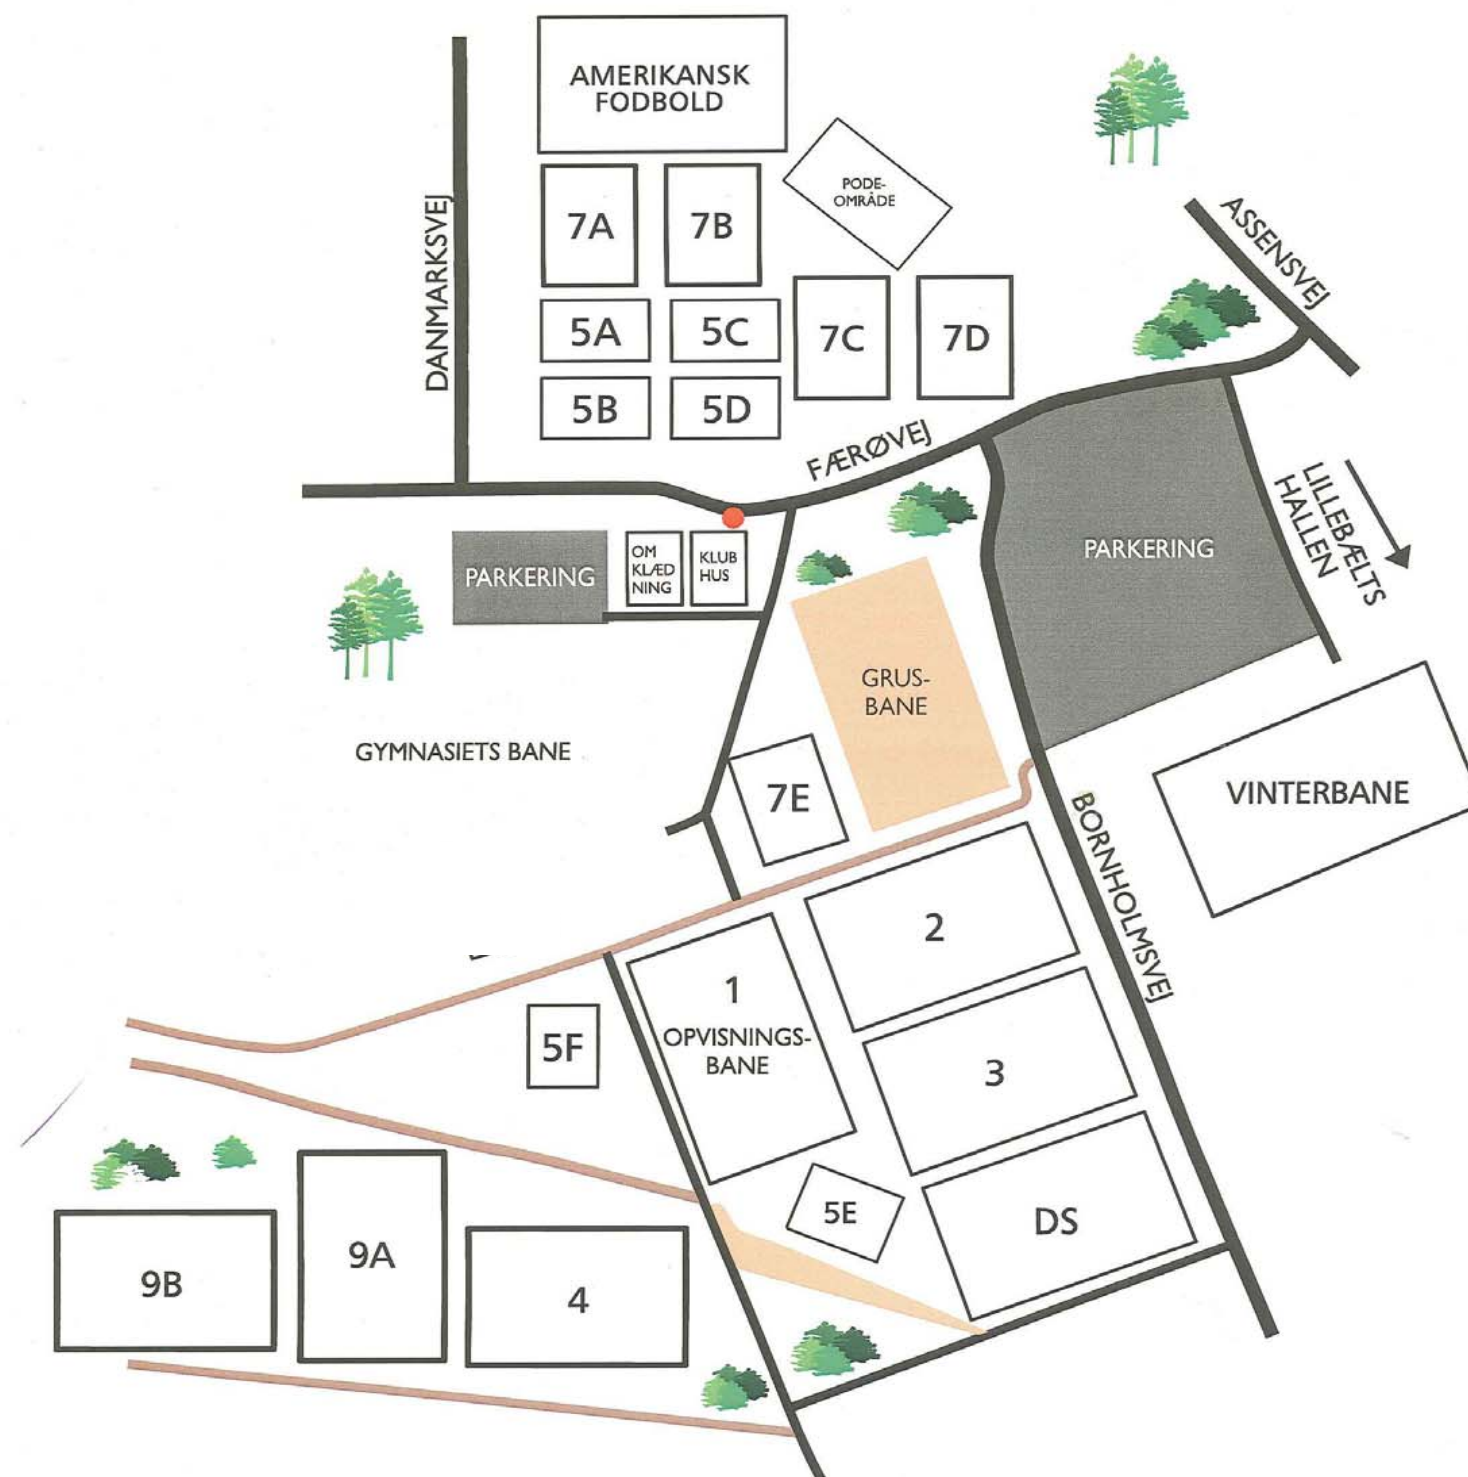 AMERIKANSK
FODBOLD
PODE-
OMRÅDE
7A
7B
DANMARKSVEJ
ASSENSVEJ
5A
5C
7C
7D
5B
5D
FÆRØVEJ
LILLEBÆLTS
HALLEN
PARKERING
OM
KLÆD
NING
KLUB
HUS
PARKERING
GRUS-
BANE
GYMNASIETS BANE
7E
VINTERBANE
BORNHOLMSVEJ
2
1
OPVISNINGS-
BANE
5F
3
5E
DS
9B
9A
4